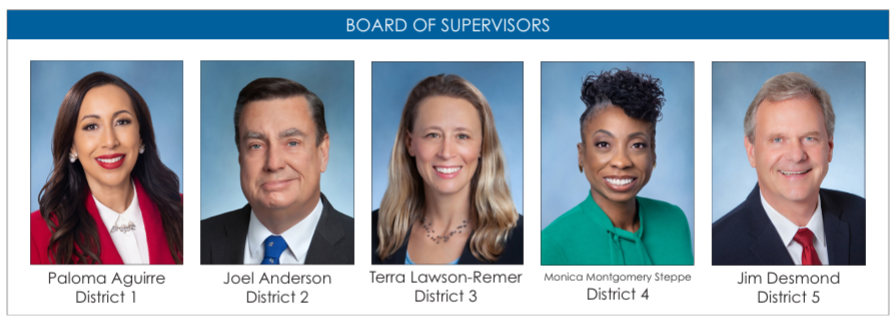 BOARD OF SUPERVISORS
Paloma Aguirre
District 1
Joel Anderson
District 2
Terra Lawson-Remer
District 3
Monica Montgomery Steppe
District 4
Jim Desmond
District 5